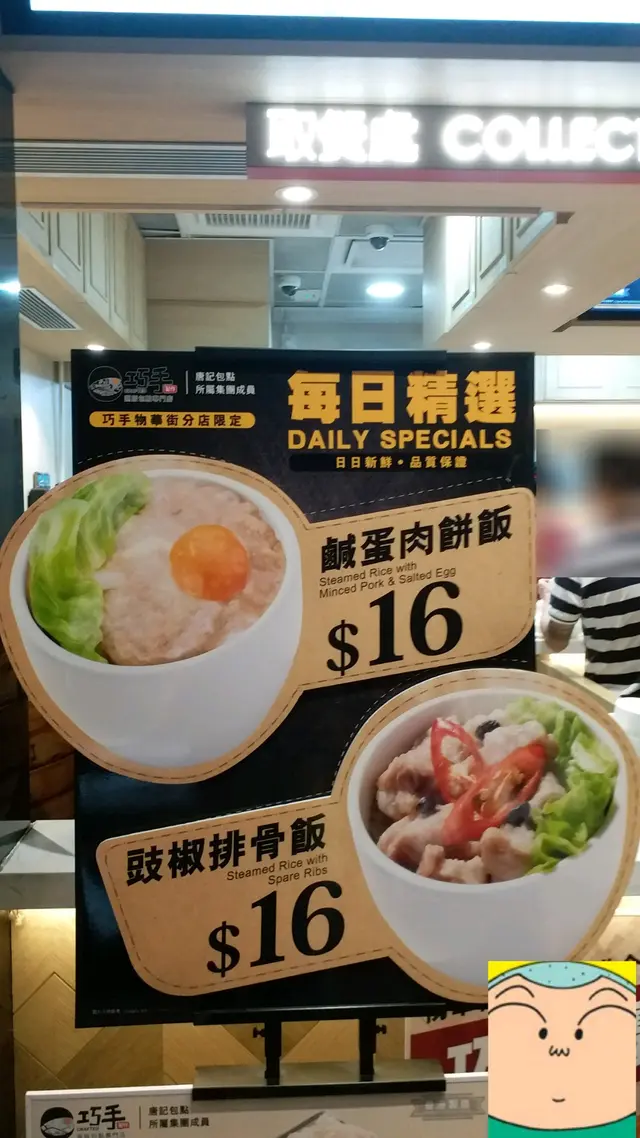 取餐處 COLLECT
巧手
唐記包點
所屬集團成員
巧手物華街分店限定
每日精選
DAILY SPECIALS
日日新鮮•品質保證
鹹蛋肉餅飯
Steamed Rice with
Minced Pork & Salted Egg
$16
豉椒排骨飯
Steamed Rice with
Spare Ribs
$16
巧手
唐記包點
所屬集團成員